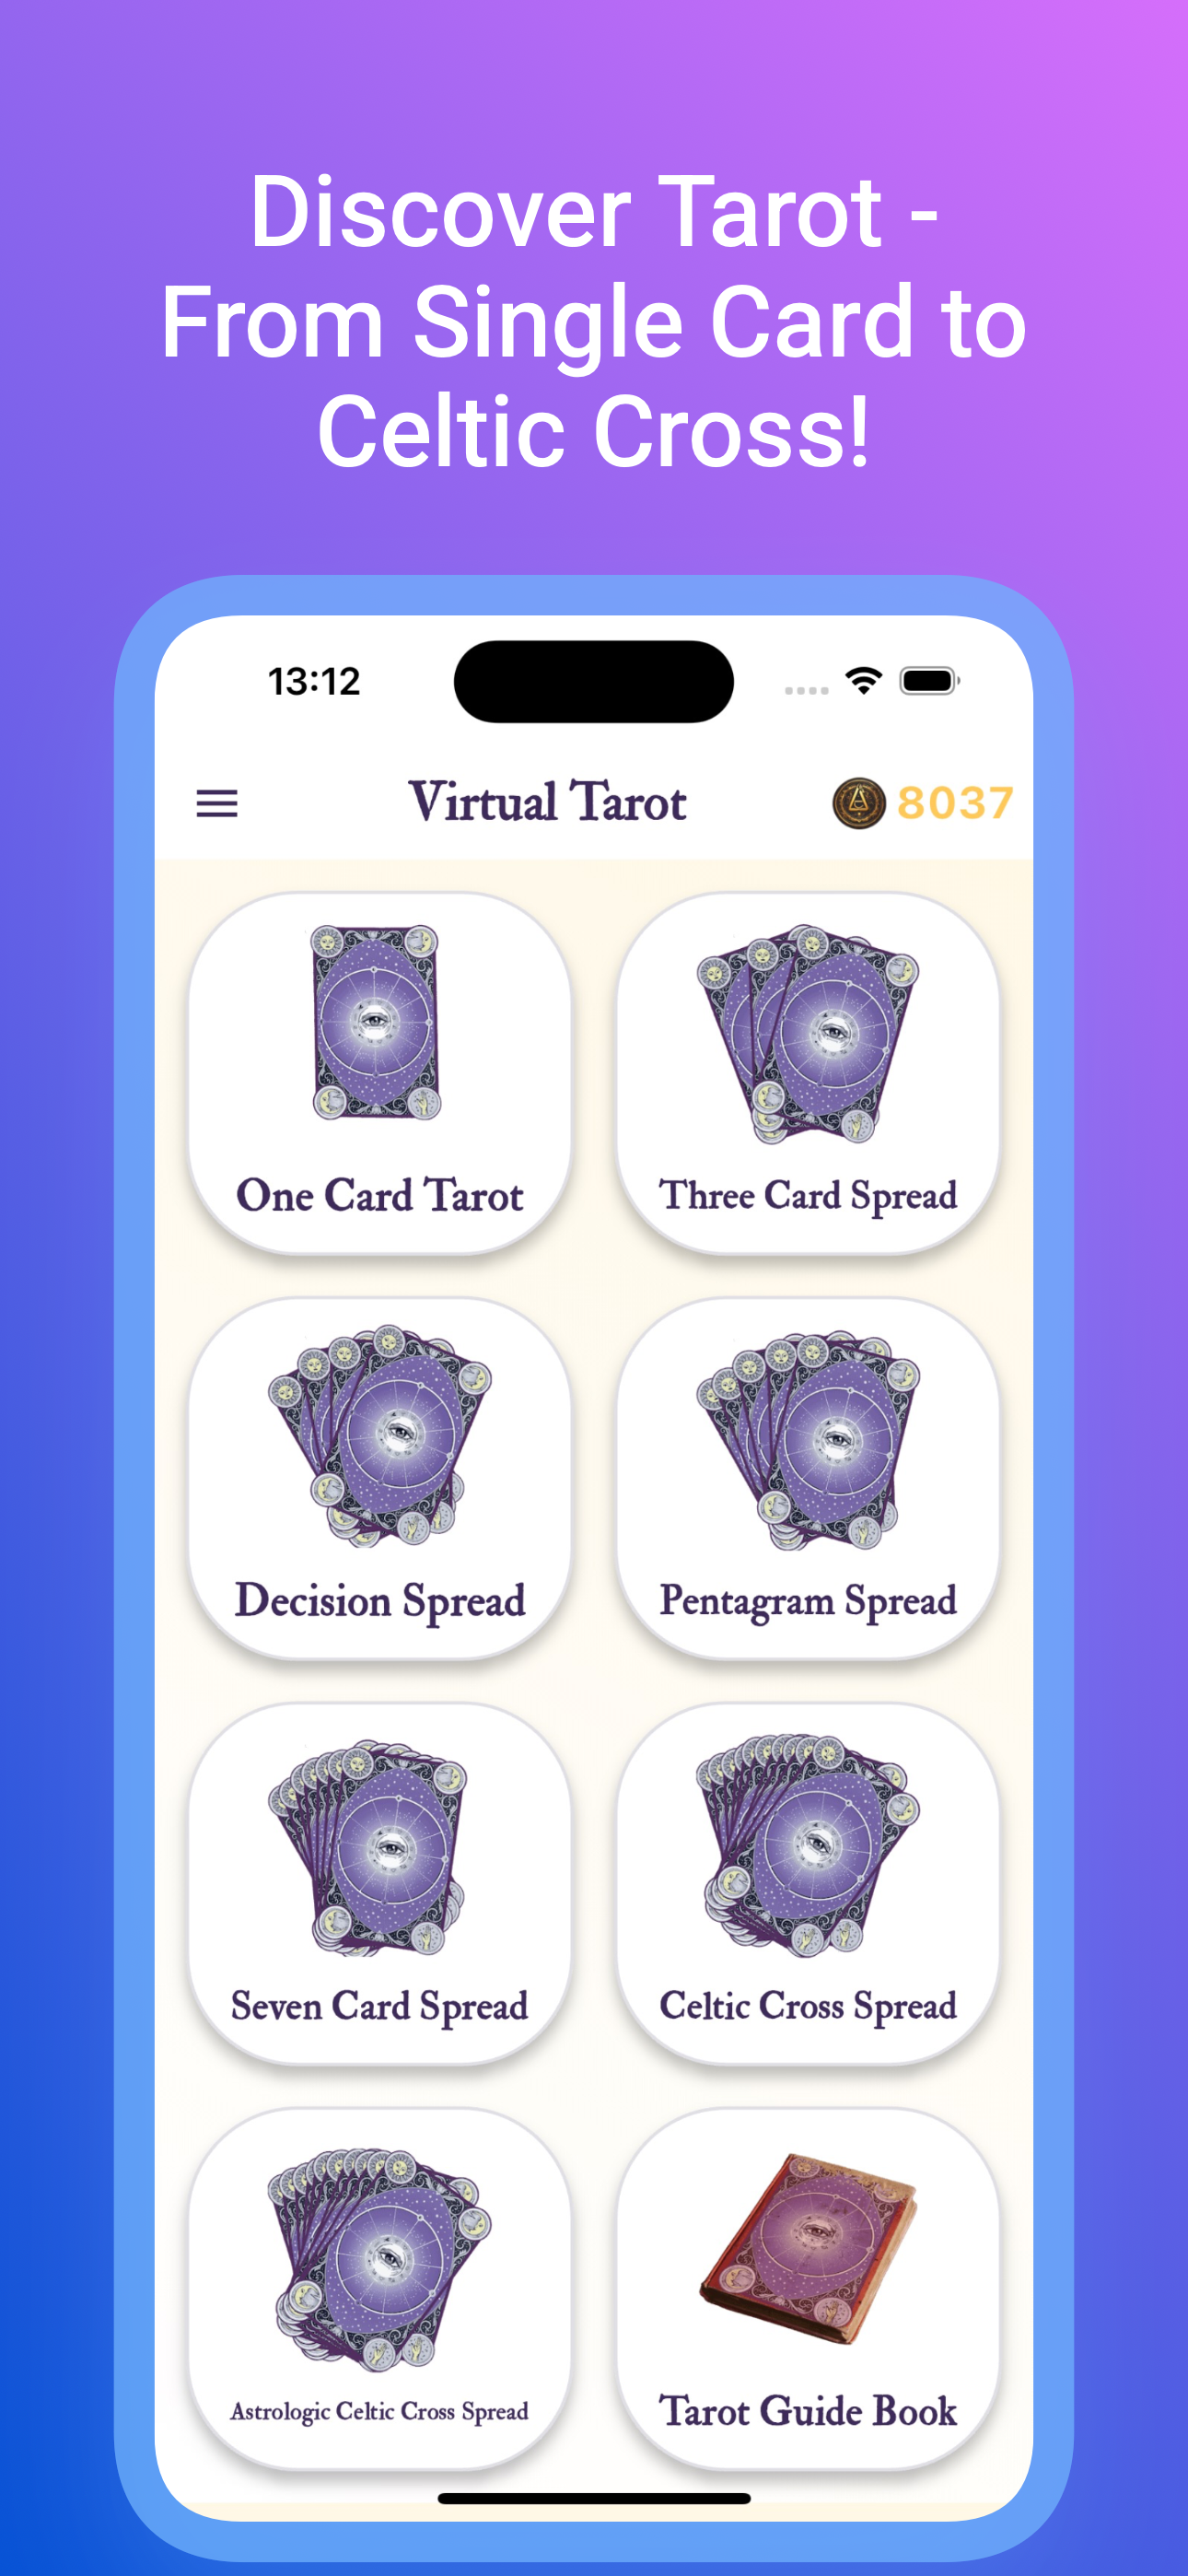 Discover Tarot -
From Single Card to
Celtic Cross!
13:12
Virtual Tarot
8037
One Card Tarot
Three Card Spread
Decision Spread
Pentagram Spread
Seven Card Spread
Celtic Cross Spread
Astrologic Celtic Cross Spread
Tarot Guide Book